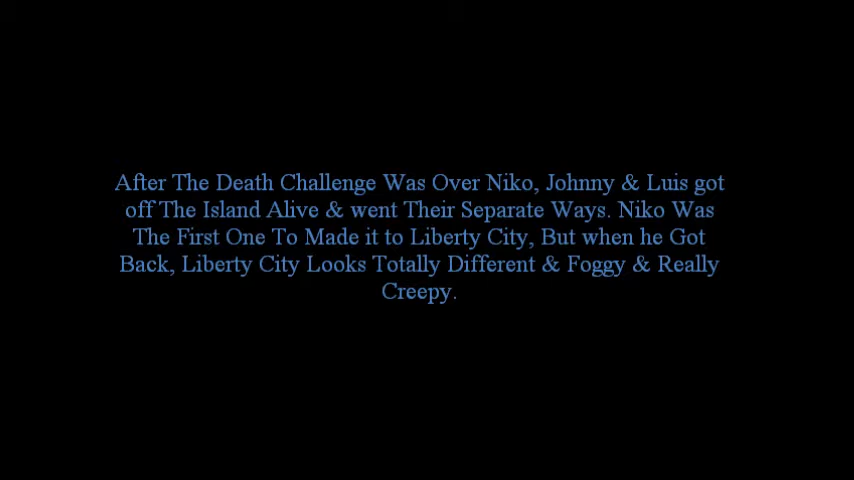 After The Death Challenge Was Over Niko, Johnny & Luis got
off The Island Alive & went Their Separate Ways. Niko Was
The First One To Made it to Liberty City, But when he Got
Back, Liberty City Looks Totally Different & Foggy & Really
Creepy.